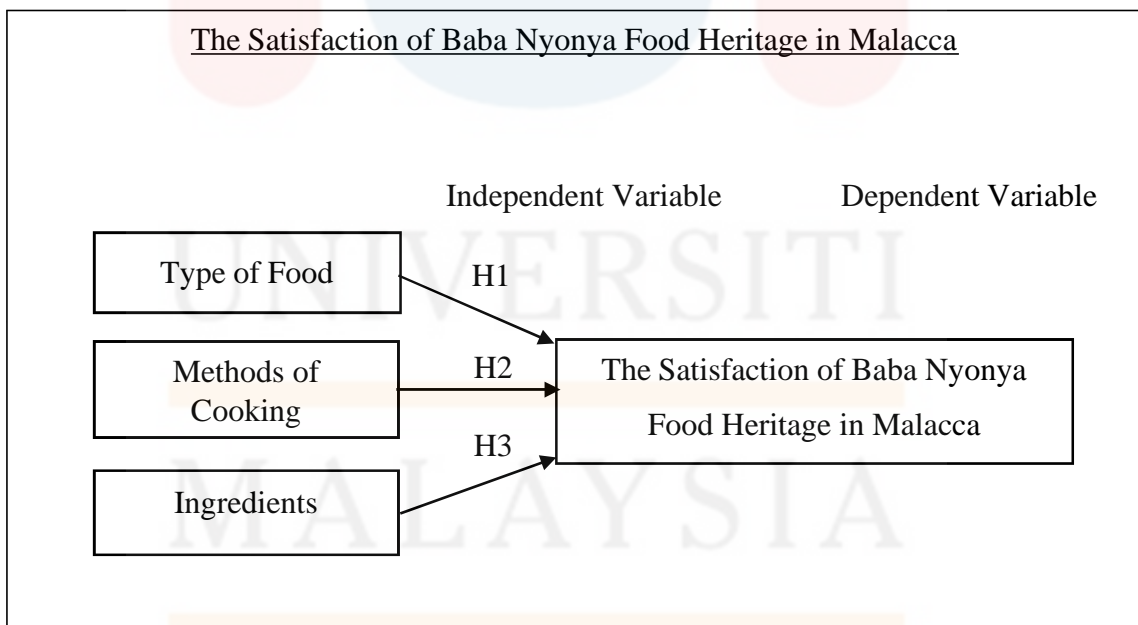 The Satisfaction of Baba Nyonya Food Heritage in Malacca
Independent Variable
Dependent Variable
Type of Food
H1
Methods of
Cooking
H2
Ingredients
H3
The Satisfaction of Baba Nyonya
Food Heritage in Malacca
UNIVERSITI
MALAYSIA